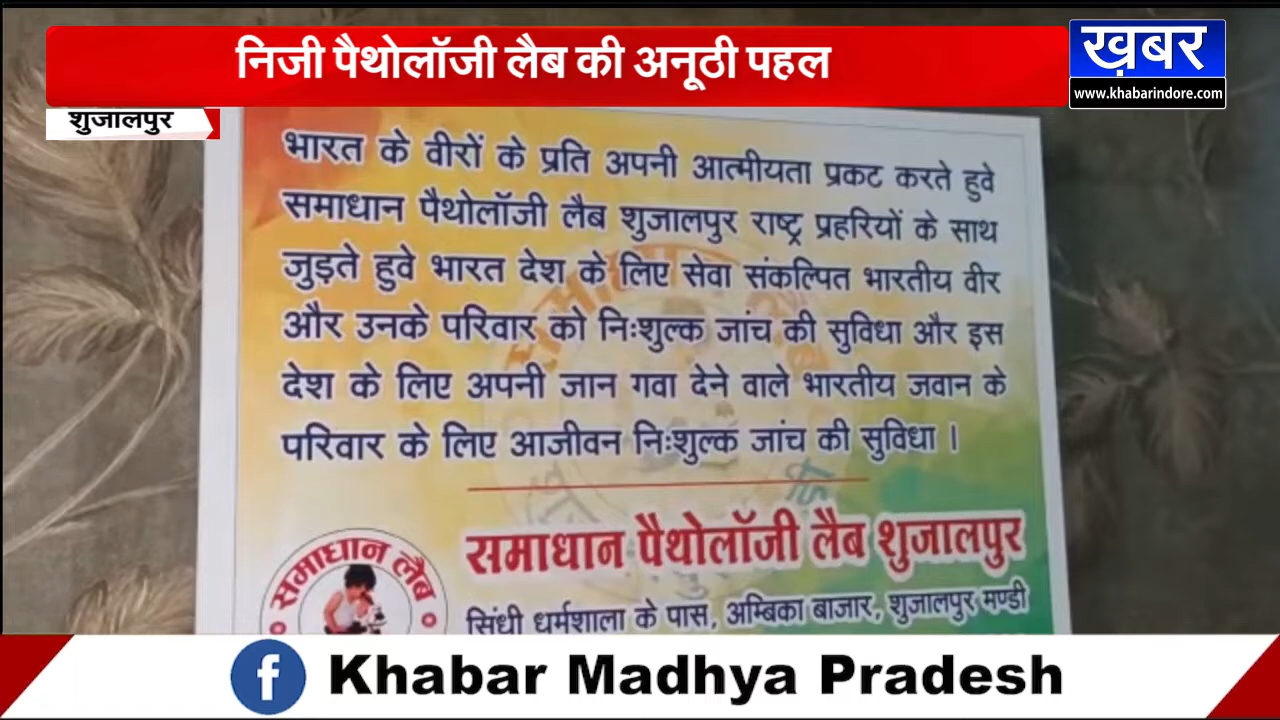 निजी पैथोलॉजी लैब की अनूठी पहल
ख़बर
www.khabarindore.com
शुजालपुर
भारत के वीरों के प्रति अपनी आत्मीयता प्रकट करते हुवे
समाधान पैथोलॉजी लैब शुजालपुर राष्ट्र प्रहरियों के साथ
जुड़ते हुवे भारत देश के लिए सेवा संकल्पित भारतीय वीर
और उनके परिवार को निःशुल्क जांच की सुविधा और इस
देश के लिए अपनी जान गवा देने वाले भारतीय जवान के
परिवार के लिए आजीवन निःशुल्क जांच की सुविधा ।
समाधान लैब
समाधान पैथोलॉजी लैब शुजालपुर
सिंधी धर्मशाला के पास, अम्बिका बाजार, शुजालपुर मण्डी
Khabar Madhya Pradesh